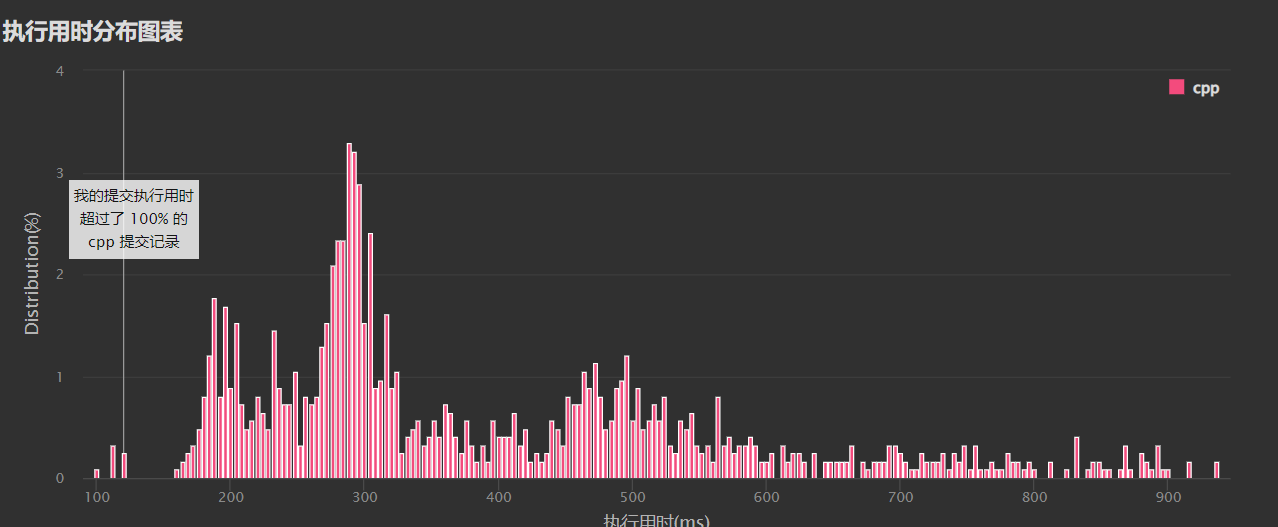 执行用时分布图表
4
cpp
3
我的提交执行用时
超过了 100% 的
cpp 提交记录
Distribution(%)
2
1
0
100 200 300 400 500 600 700 800 900
执行用时(ms)